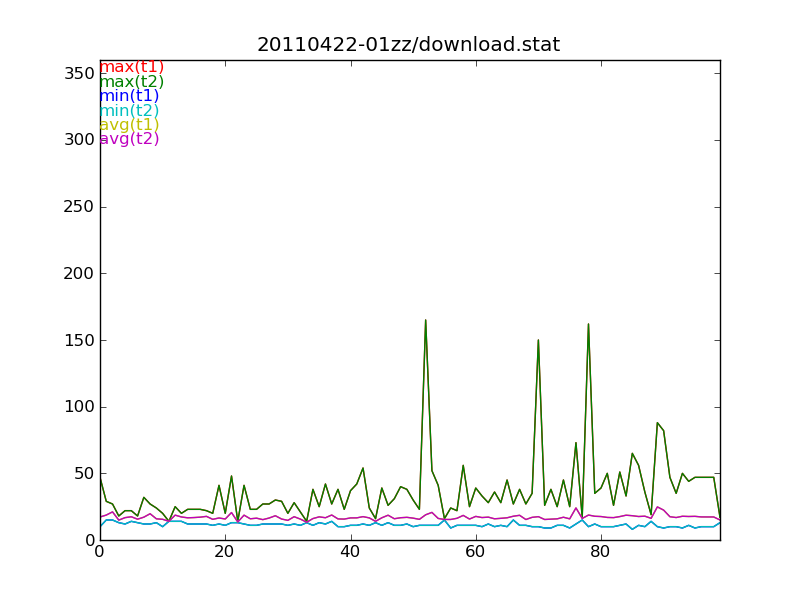 20110422-01zz/download.stat
max(t1)
max(t2)
min(t1)
min(t2)
avg(t1)
avg(t2)
350
300
250
200
150
100
50
0
0 20 40 60 80